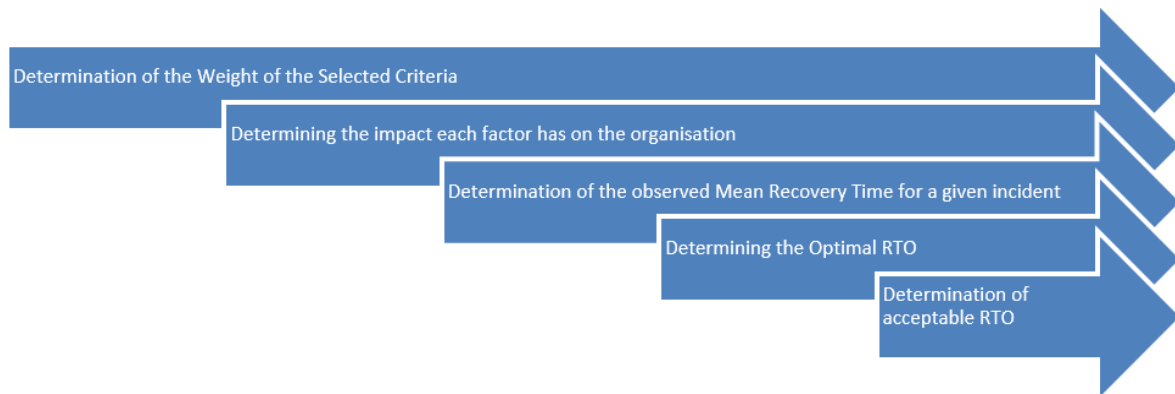 Determination of the Weight of the Selected Criteria
Determining the impact each factor has on the organisation
Determination of the observed Mean Recovery Time for a given incident
Determining the Optimal RTO
Determination of
acceptable RTO